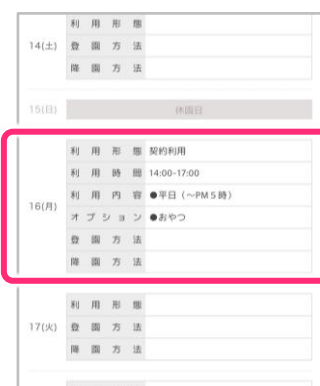 利用形態
14(土) 登園方法
降園方法
15(日) 休園日
利用形態 契約利用
利用時間 14:00-17:00
利用内容 ●平日（〜PM5時）
16(月)
オプション ●おやつ
登園方法
降園方法
利用形態
17(火) 登園方法
降園方法